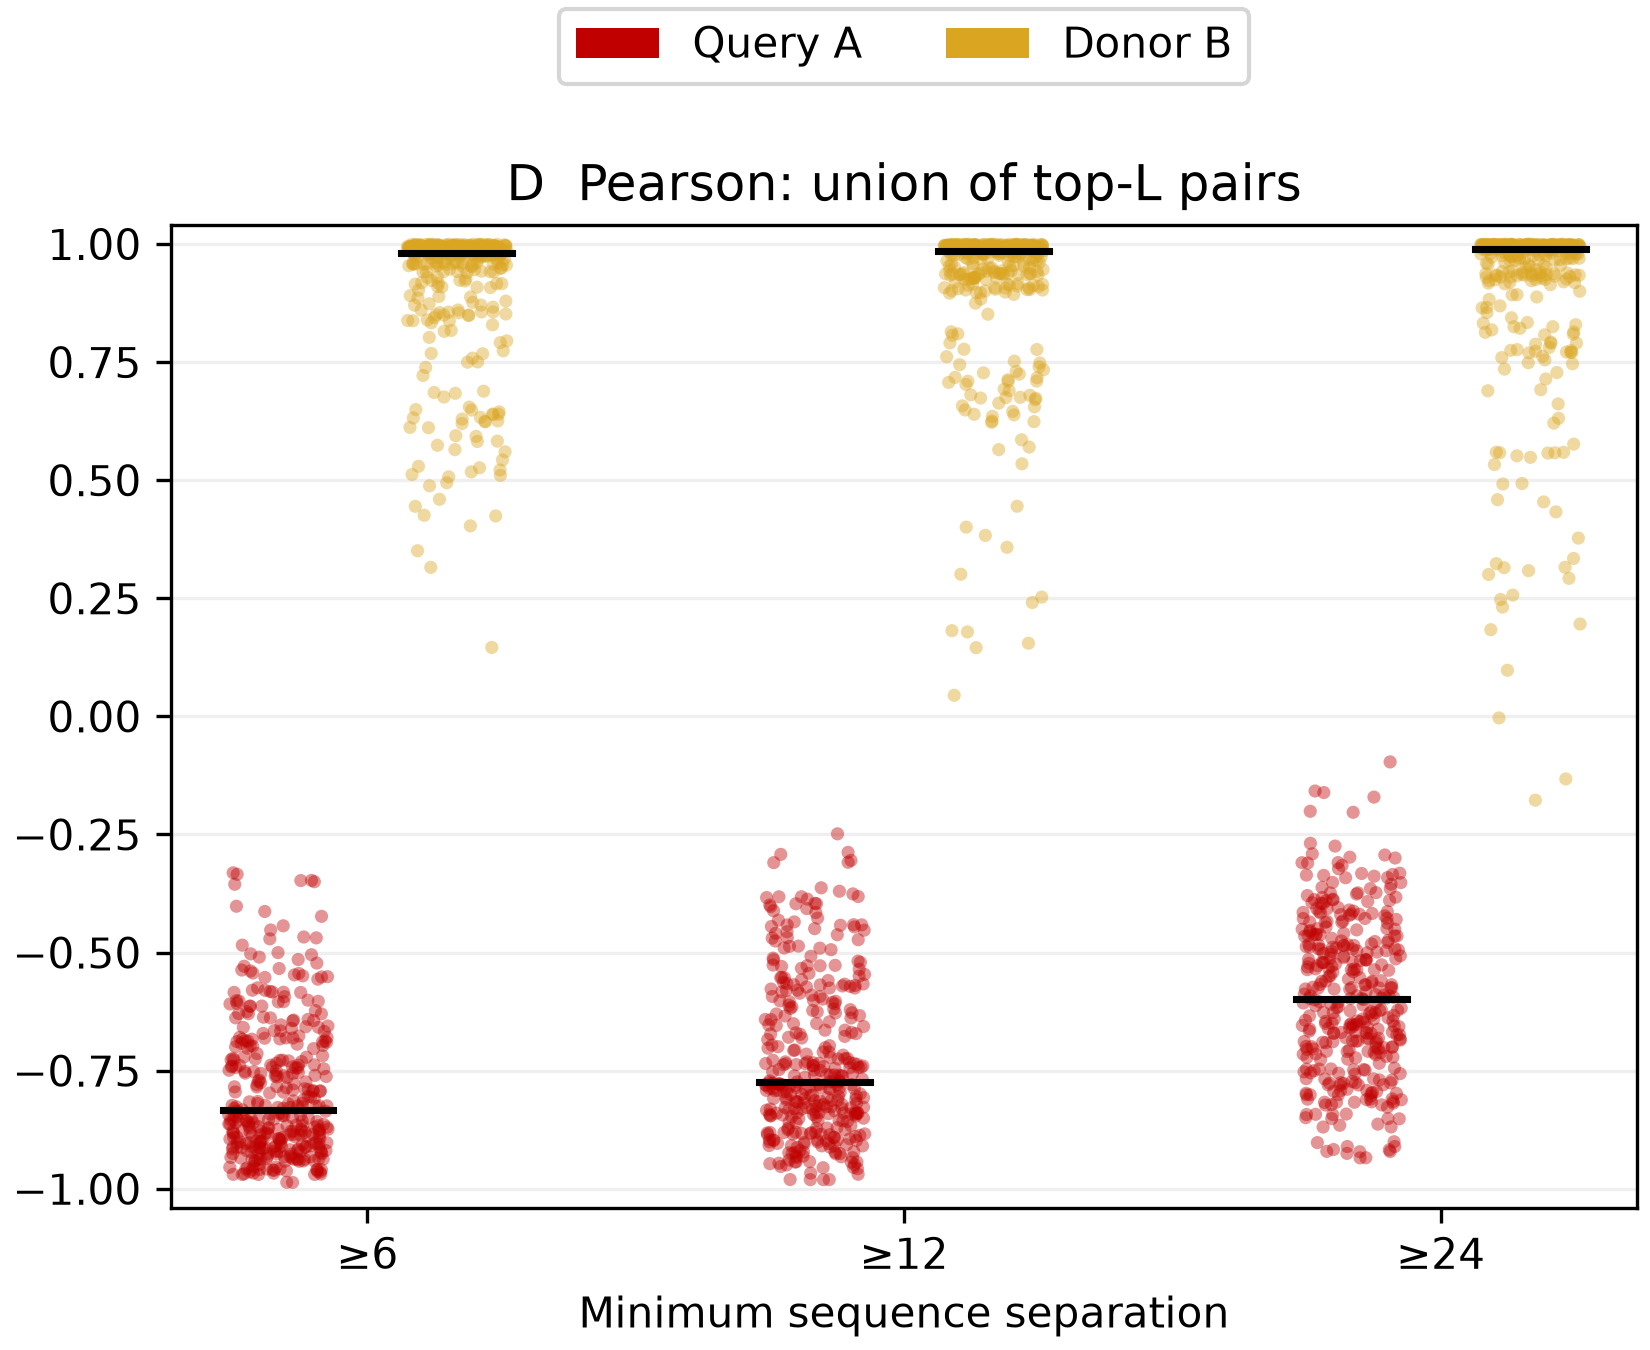 Query A Donor B
D Pearson: union of top-L pairs
1.00
0.75
0.50
0.25
0.00
−0.25
−0.50
−0.75
−1.00
≥6 ≥12 ≥24
Minimum sequence separation